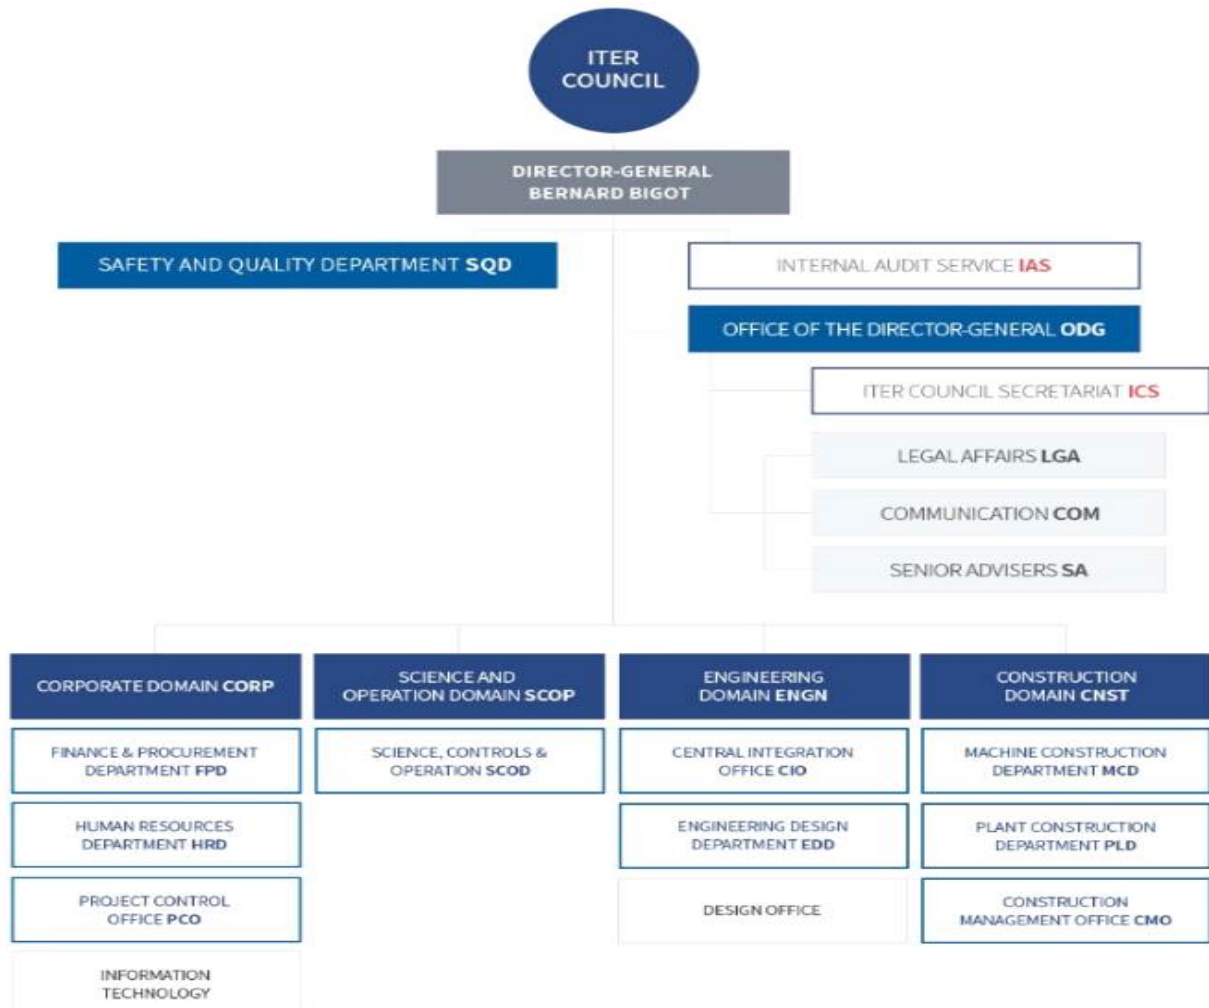 ITER
COUNCIL
DIRECTOR-GENERAL
BERNARD BIGOT
SAFETY AND QUALITY DEPARTMENT SQD
INTERNAL AUDIT SERVICE IAS
OFFICE OF THE DIRECTOR-GENERAL ODG
ITER COUNCIL SECRETARIAT ICS
LEGAL AFFAIRS LGA
COMMUNICATION COM
SENIOR ADVISERS SA
CORPORATE DOMAIN CORP
FINANCE & PROCUREMENT
DEPARTMENT FPD
HUMAN RESOURCES
DEPARTMENT HRD
PROJECT CONTROL
OFFICE PCO
INFORMATION
TECHNOLOGY
SCIENCE AND
OPERATION DOMAIN SCOP
SCIENCE, CONTROLS &
OPERATION SCOD
ENGINEERING
DOMAIN ENGN
CENTRAL INTEGRATION
OFFICE CIO
ENGINEERING DESIGN
DEPARTMENT EDD
DESIGN OFFICE
CONSTRUCTION
DOMAIN CNST
MACHINE CONSTRUCTION
DEPARTMENT MCD
PLANT CONSTRUCTION
DEPARTMENT PLD
CONSTRUCTION
MANAGEMENT OFFICE CMO